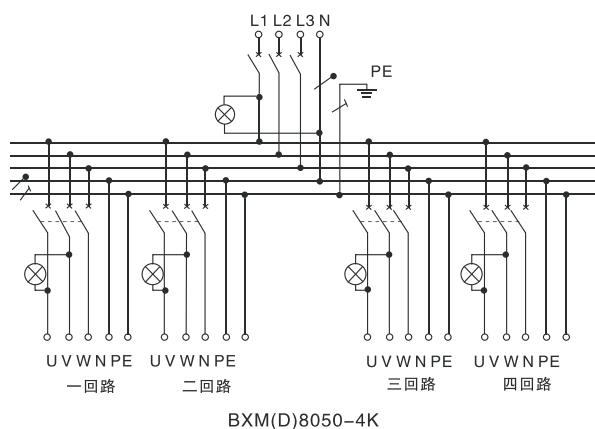 L1 L2 L3 N
PE
U V W N PE
U V W N PE
U V W N PE
U V W N PE
一回路
二回路
三回路
四回路
BXM(D)8050-4K